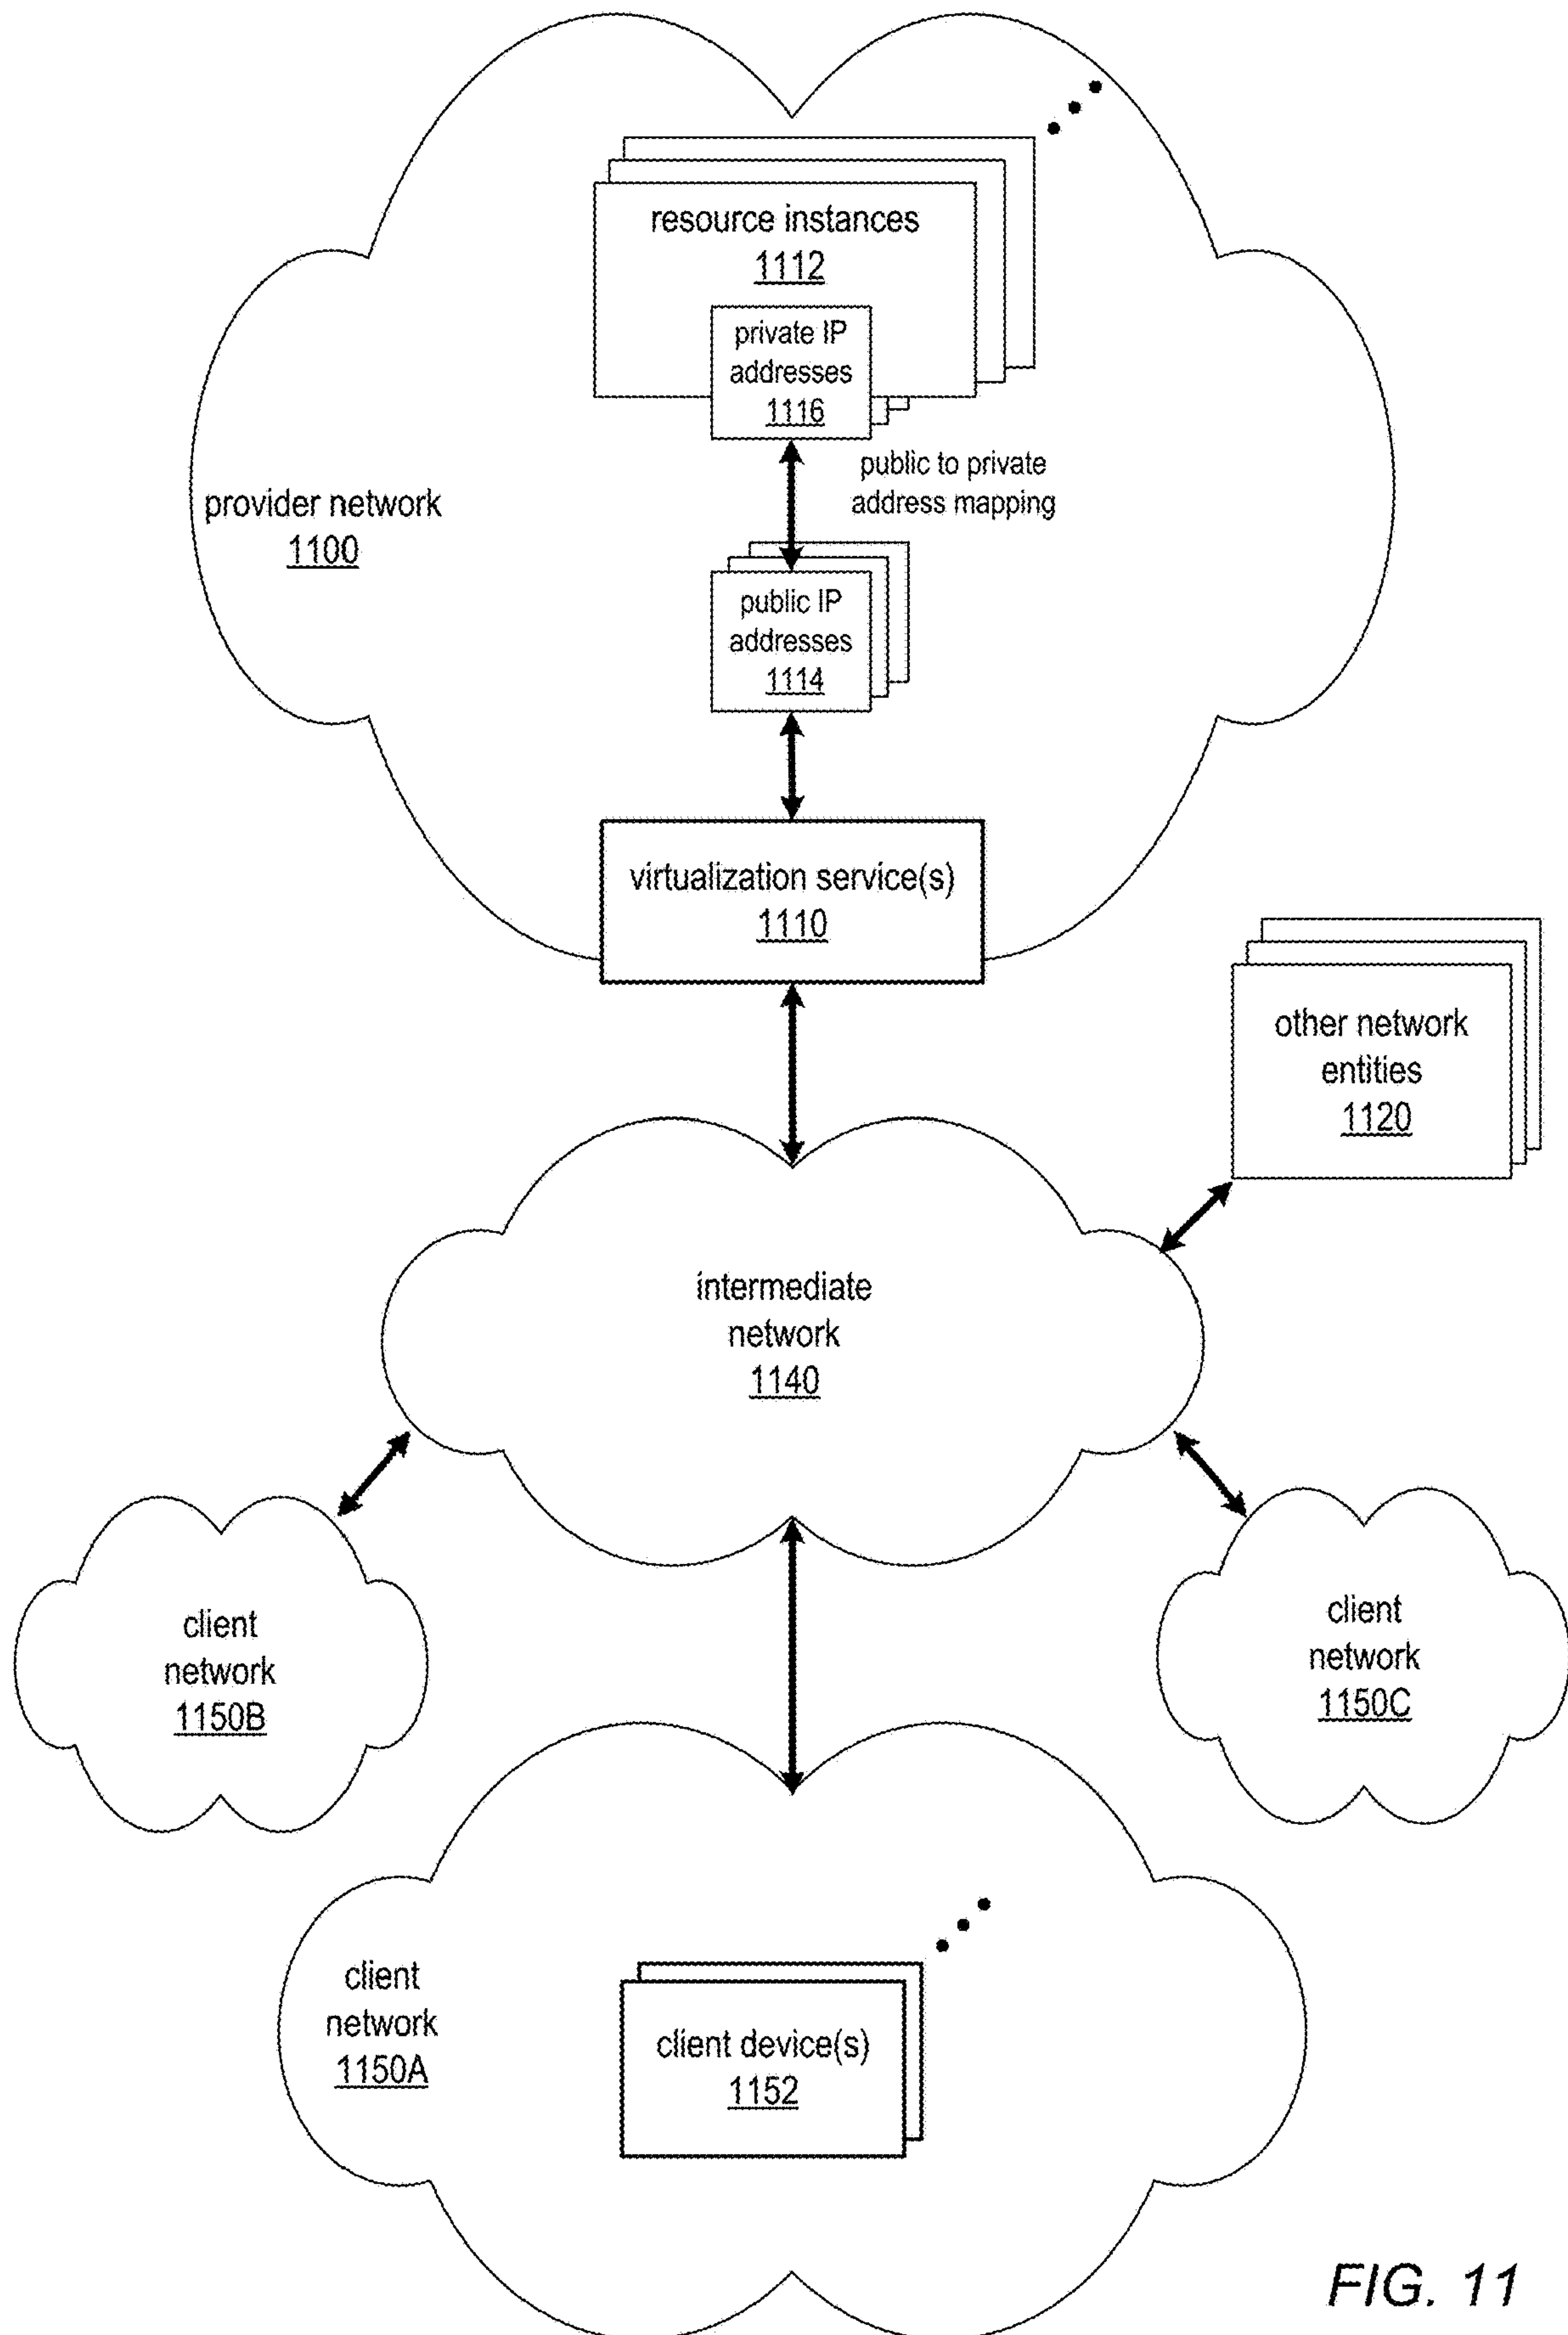 resource instances
1112
private IP
addresses
1116
public to private
address mapping
provider network
1100
public IP
addresses
1114
virtualization service(s)
1110
other network
entities
1120
intermediate
network
1140
client
network
1150B
client
network
1150C
client
network
1150A
client device(s)
1152
FIG. 11